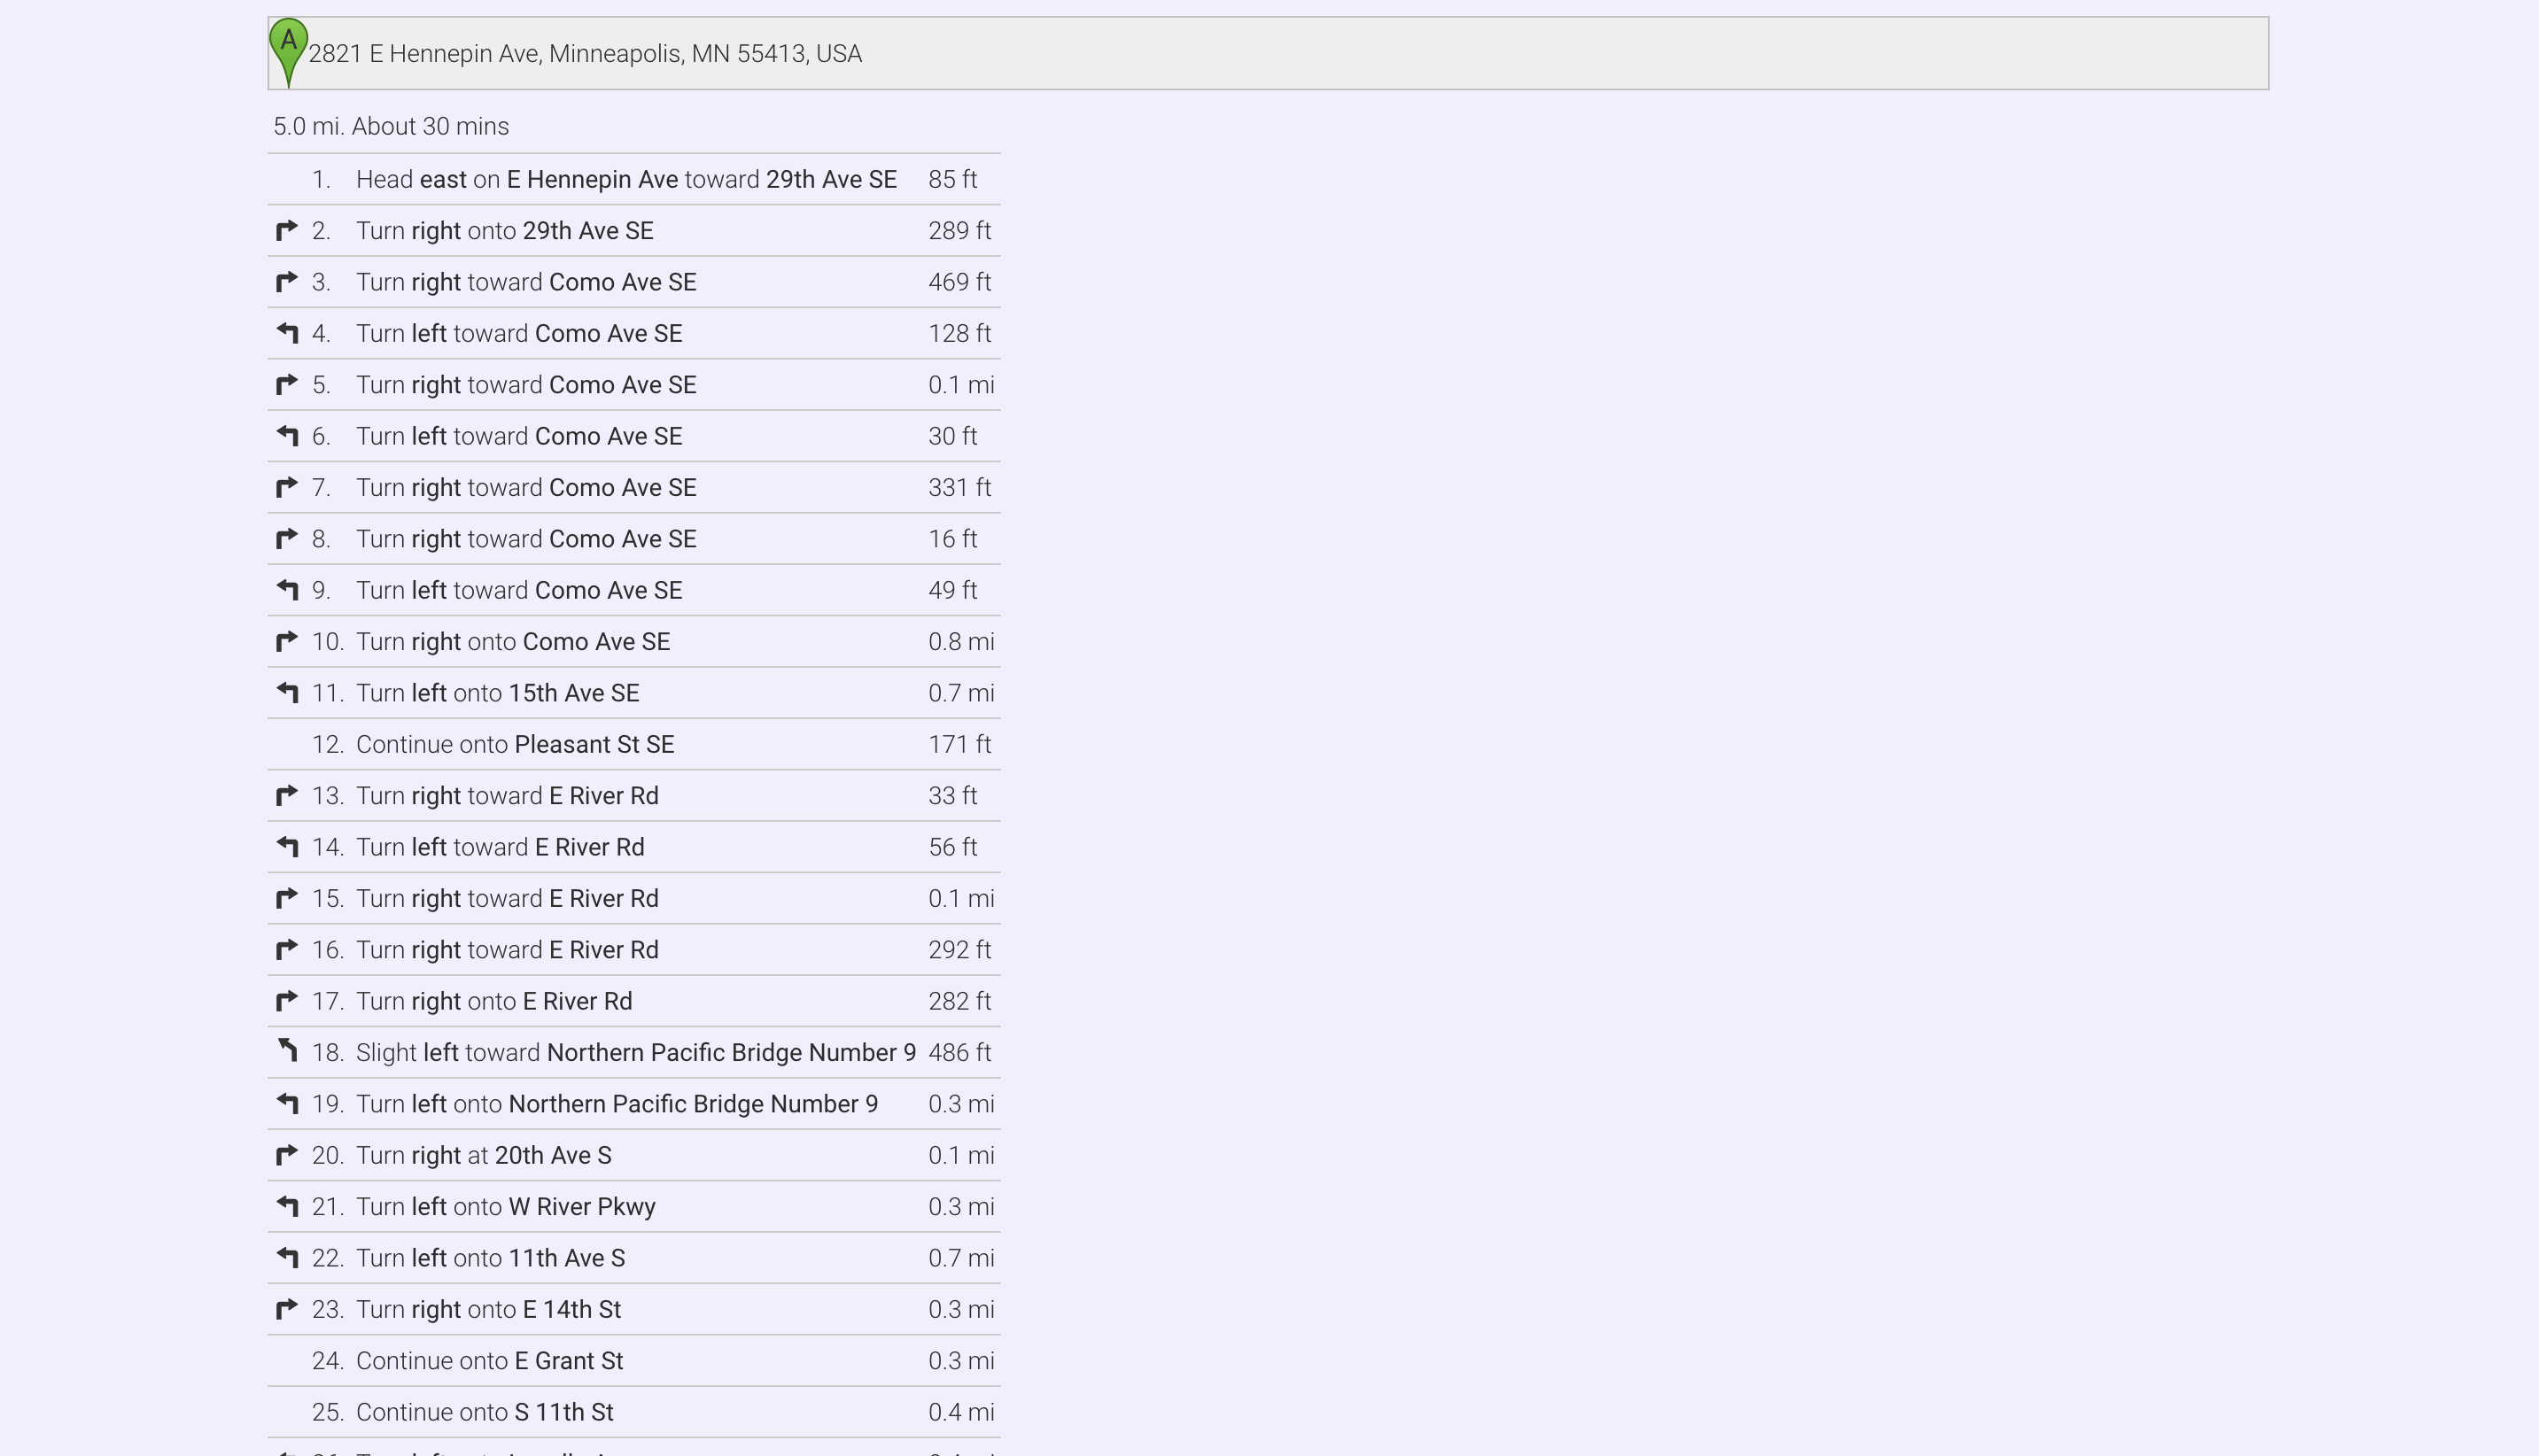 A
2821 E Hennepin Ave, Minneapolis, MN 55413, USA
5.0 mi. About 30 mins
1. Head east on E Hennepin Ave toward 29th Ave SE 85 ft
2. Turn right onto 29th Ave SE 289 ft
3. Turn right toward Como Ave SE 469 ft
4. Turn left toward Como Ave SE 128 ft
5. Turn right toward Como Ave SE 0.1 mi
6. Turn left toward Como Ave SE 30 ft
7. Turn right toward Como Ave SE 331 ft
8. Turn right toward Como Ave SE 16 ft
9. Turn left toward Como Ave SE 49 ft
10. Turn right onto Como Ave SE 0.8 mi
11. Turn left onto 15th Ave SE 0.7 mi
12. Continue onto Pleasant St SE 171 ft
13. Turn right toward E River Rd 33 ft
14. Turn left toward E River Rd 56 ft
15. Turn right toward E River Rd 0.1 mi
16. Turn right toward E River Rd 292 ft
17. Turn right onto E River Rd 282 ft
18. Slight left toward Northern Pacific Bridge Number 9 486 ft
19. Turn left onto Northern Pacific Bridge Number 9 0.3 mi
20. Turn right at 20th Ave S 0.1 mi
21. Turn left onto W River Pkwy 0.3 mi
22. Turn left onto 11th Ave S 0.7 mi
23. Turn right onto E 14th St 0.3 mi
24. Continue onto E Grant St 0.3 mi
25. Continue onto S 11th St 0.4 mi